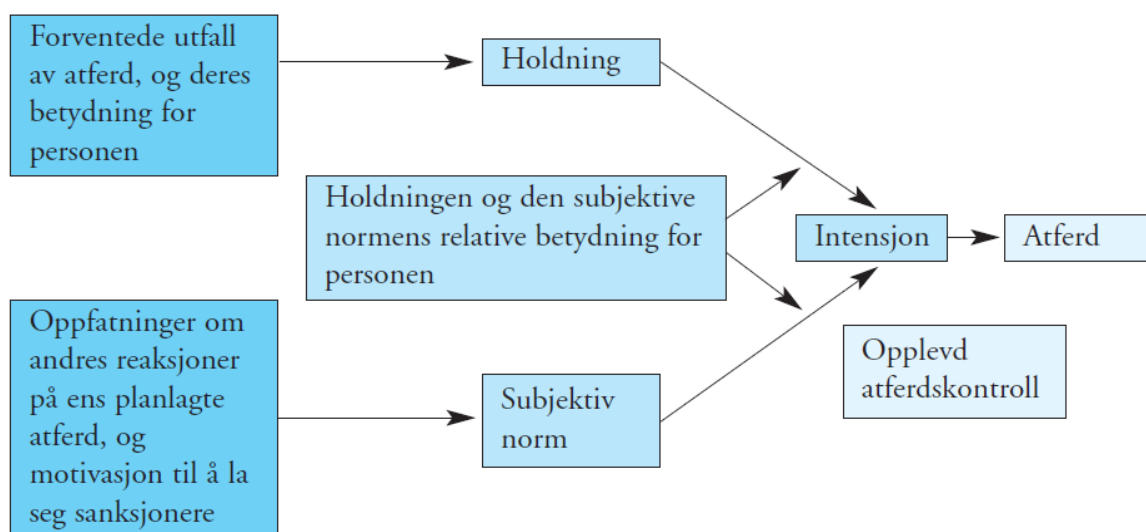 Forventede utfall
av atferd, og deres
betydning for
personen
Holdning
Holdningen og den subjektive
normens relative betydning for
personen
Intensjon
Atferd
Oppfatninger om
andres reaksjoner
på ens planlagte
atferd, og
motivasjon til å la
seg sanksjonere
Subjektiv
norm
Opplevd
atferdskontroll